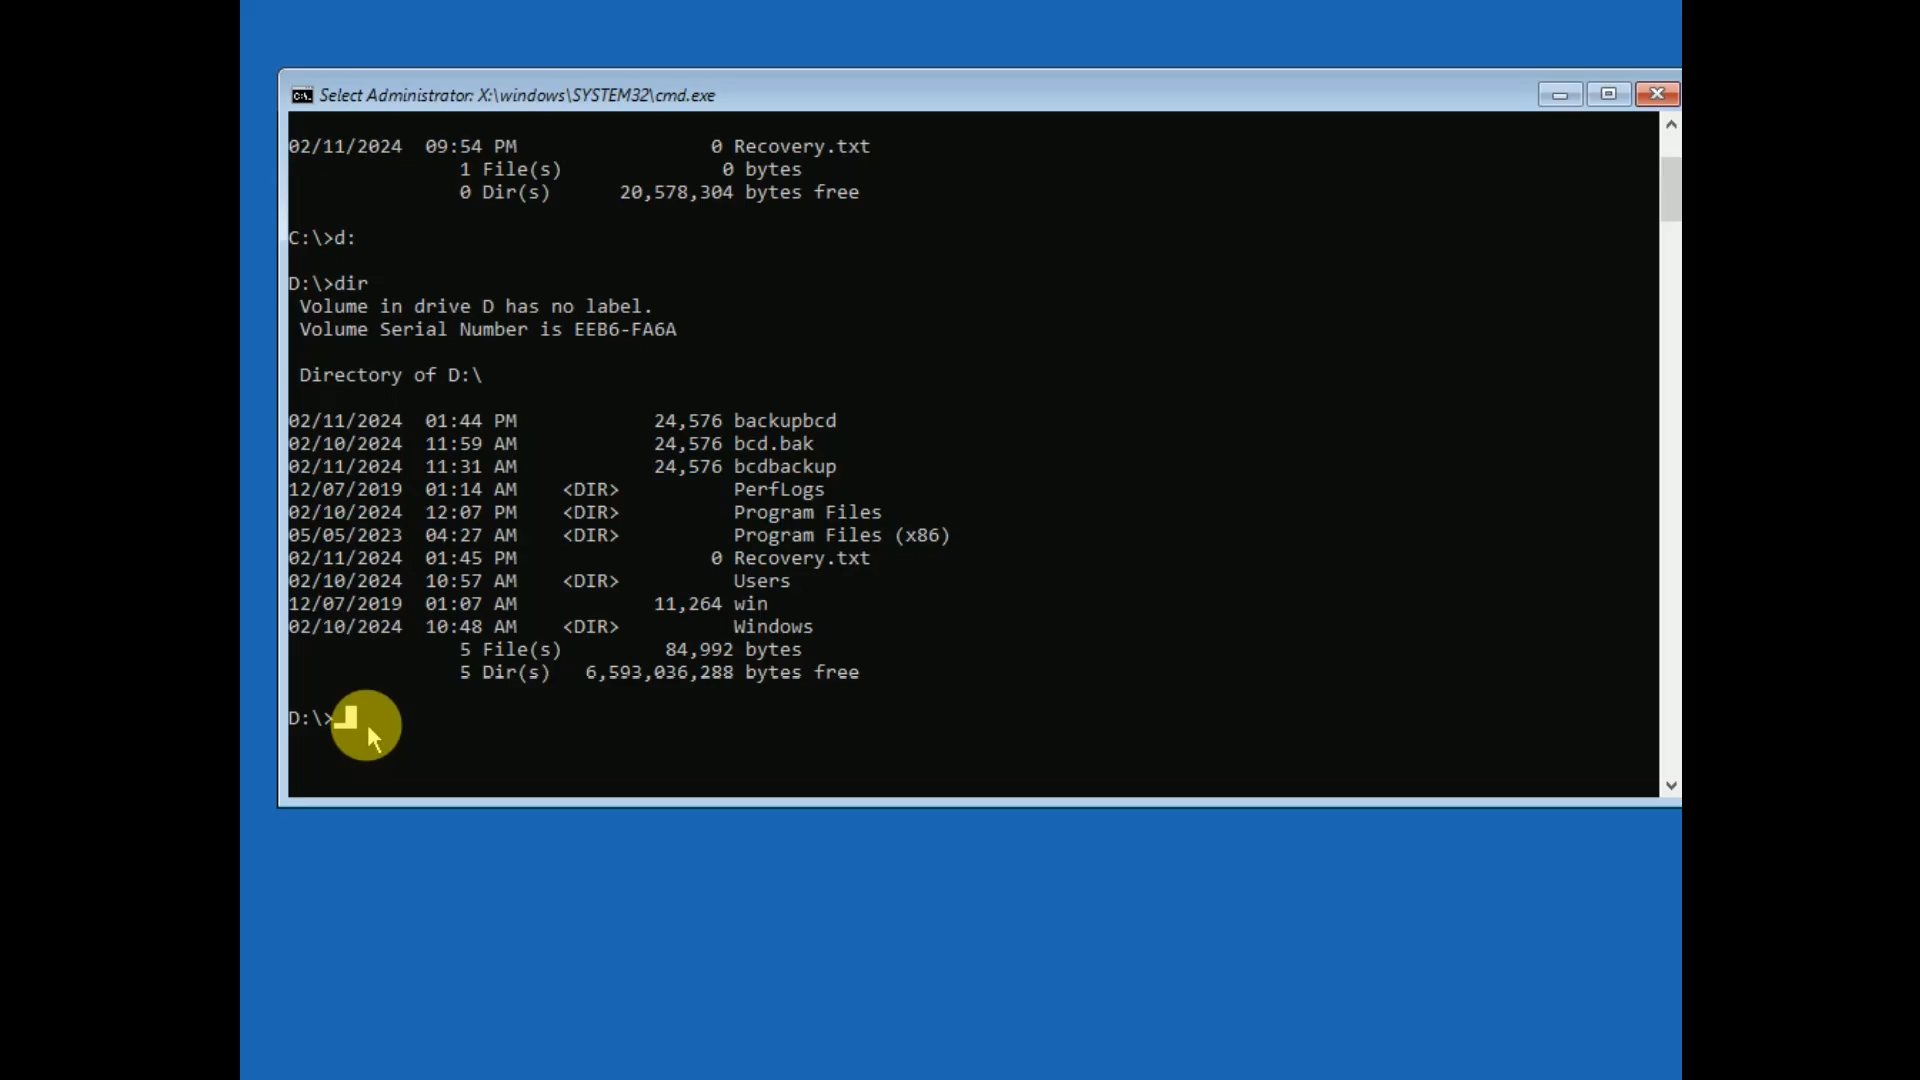 Select Administrator: X:\windows\SYSTEM32\cmd.exe
02/11/2024  09:54 PM                 0 Recovery.txt
               1 File(s)              0 bytes
               0 Dir(s)      20,578,304 bytes free
C:\>d:
D:\>dir
 Volume in drive D has no label.
 Volume Serial Number is EEB6-FA6A
 Directory of D:\
02/11/2024  01:44 PM            24,576 backupbcd
02/10/2024  11:59 AM            24,576 bcd.bak
02/11/2024  11:31 AM            24,576 bcdbackup
12/07/2019  01:14 AM    <DIR>          PerfLogs
02/10/2024  12:07 PM    <DIR>          Program Files
05/05/2023  04:27 AM    <DIR>          Program Files (x86)
02/11/2024  01:45 PM                 0 Recovery.txt
02/10/2024  10:57 AM    <DIR>          Users
12/07/2019  01:07 AM            11,264 win
02/10/2024  10:48 AM    <DIR>          Windows
               5 File(s)         84,992 bytes
               5 Dir(s)   6,593,036,288 bytes free
D:\>